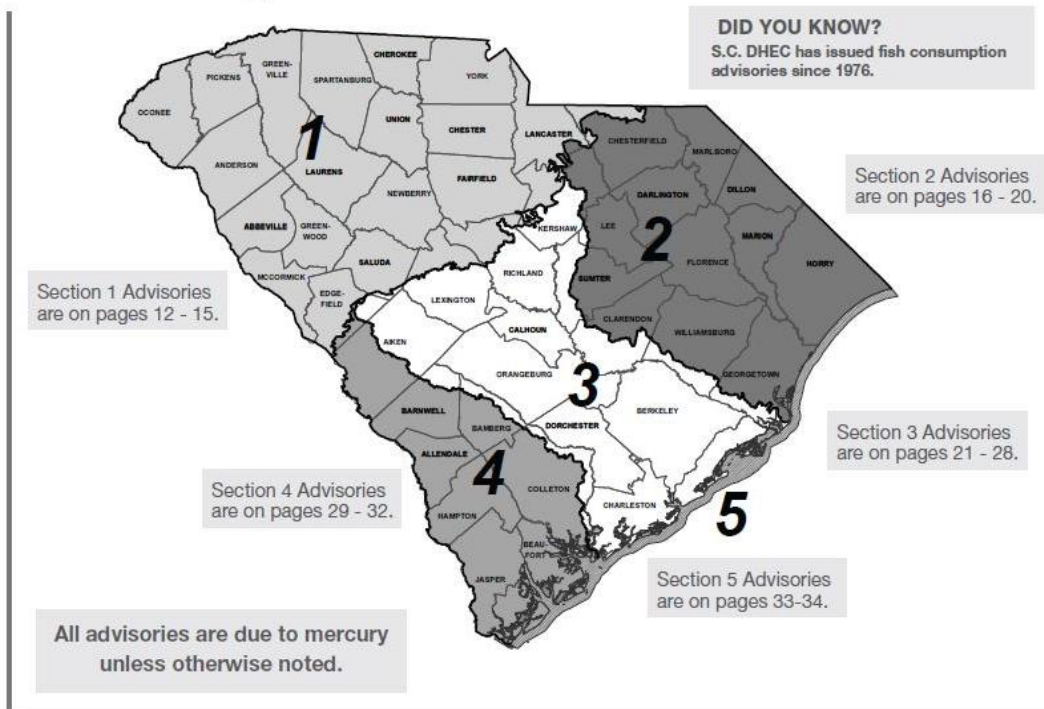 DID YOU KNOW?
S.C. DHEC has issued fish consumption
advisories since 1976.
CHEROKEE
GREEN-
VILLE
SPARTANBURG
YORK
PICKENS
OCONEE
UNION
CHESTER
LANCASTER
1
ANDERSON
LAURENS
NEWBERRY
FAIRFIELD
CHESTERFIELD
MARLBORO
Section 2 Advisories
are on pages 16 - 20.
DARLINGTON
DILLON
ABBEVILLE
GREEN-
WOOD
KERSHAW
LEE
2
MARION
SALUDA
FLORENCE
HORRY
MCCORMICK
EDGE-
FIELD
RICHLAND
SUMTER
Section 1 Advisories
are on pages 12 - 15.
LEXINGTON
CLARENDON
WILLIAMSBURG
CALHOUN
AIKEN
ORANGEBURG
3
GEORGETOWN
BARNWELL
BAMBERG
DORCHESTER
BERKELEY
Section 3 Advisories
are on pages 21 - 28.
ALLENDALE
4
COLLETON
Section 4 Advisories
are on pages 29 - 32.
HAMPTON
CHARLESTON
5
BEAU-
FORT
JASPER
Section 5 Advisories
are on pages 33-34.
All advisories are due to mercury
unless otherwise noted.